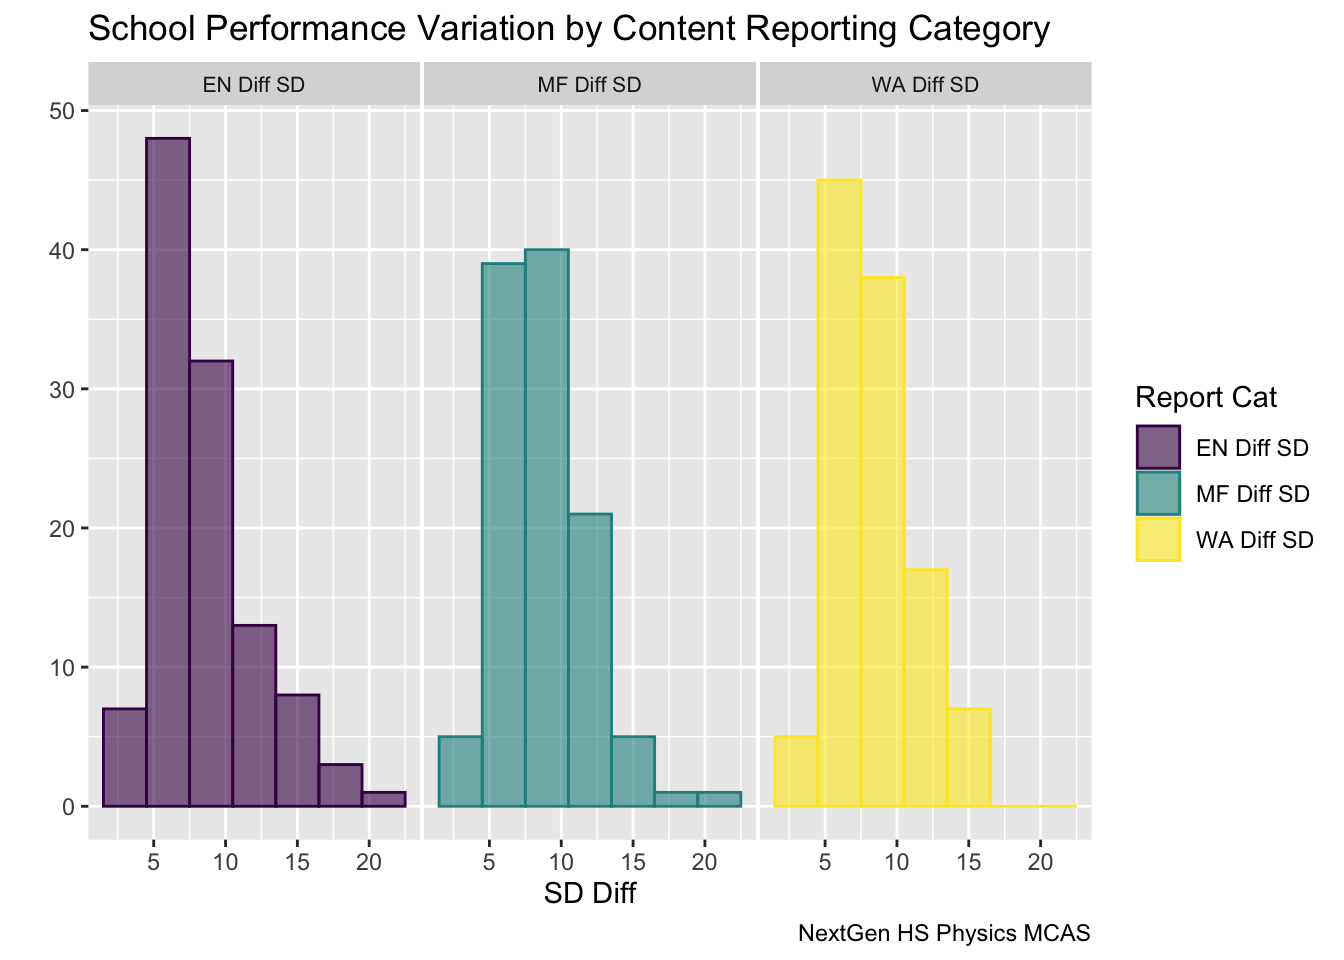 School Performance Variation by Content Reporting Category
EN Diff SD
MF Diff SD
WA Diff SD
50
40
30
20
10
0
5 10 15 20
5 10 15 20
5 10 15 20
SD Diff
NextGen HS Physics MCAS
Report Cat
EN Diff SD
MF Diff SD
WA Diff SD